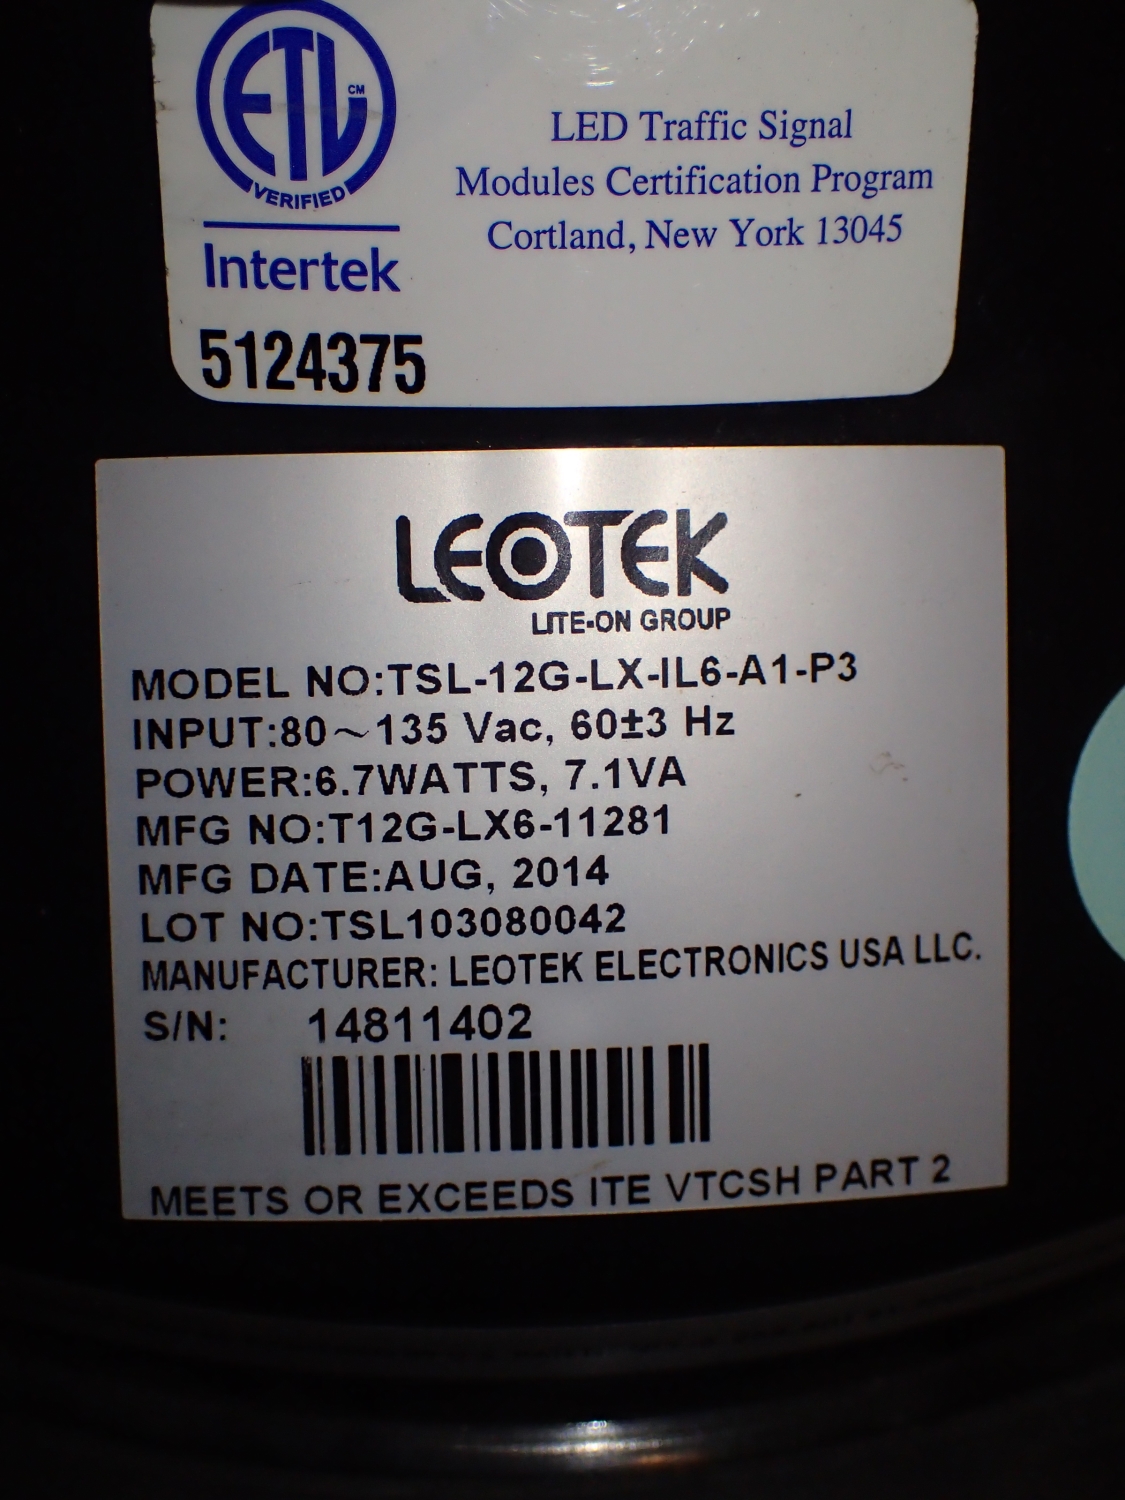 ETL CM
VERIFIED
Intertek
5124375
LED Traffic Signal
Modules Certification Program
Cortland, New York 13045
LEOTEK
LITE-ON GROUP
MODEL NO:TSL-12G-LX-IL6-A1-P3
INPUT:80～135 Vac, 60±3 Hz
POWER:6.7WATTS, 7.1VA
MFG NO:T12G-LX6-11281
MFG DATE:AUG, 2014
LOT NO:TSL103080042
MANUFACTURER: LEOTEK ELECTRONICS USA LLC.
S/N: 14811402
MEETS OR EXCEEDS ITE VTCSH PART 2